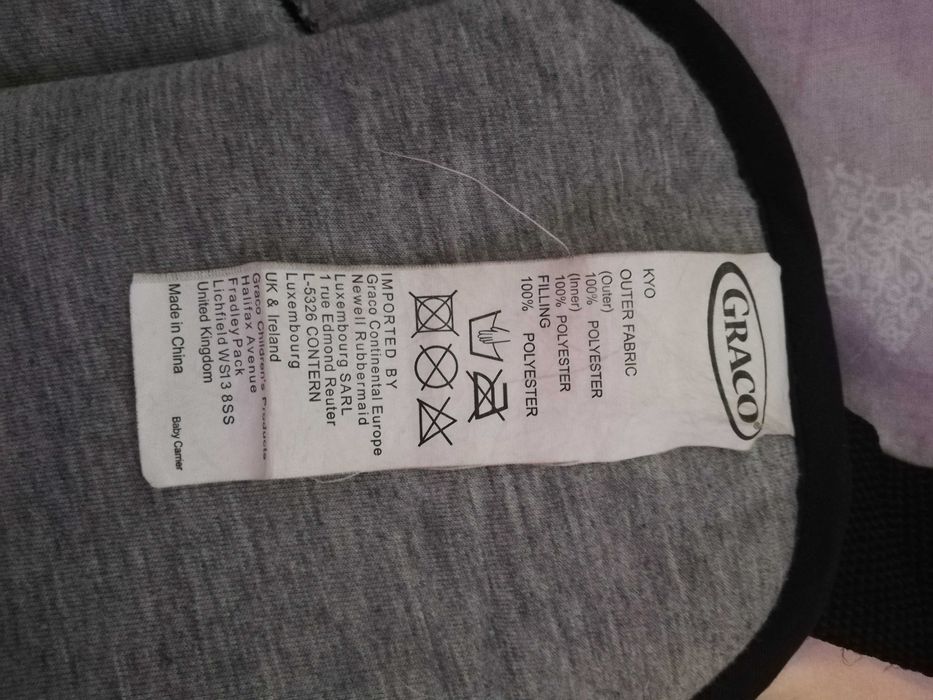 GRACO®
KYO
OUTER FABRIC
(Outer)
100% POLYESTER
(Inner)
100% POLYESTER
FILLING
100% POLYESTER
IMPORTED BY
Graco Continental Europe
Newell Rubbermaid
Luxembourg SARL
1 rue Edmond Reuter
L-5326 CONTERN
Luxembourg
UK & Ireland
Graco Children's Products
Halifax Avenue
Fradley Pack
Lichfield WS13 8SS
United Kingdom
Made in China Baby Carrier